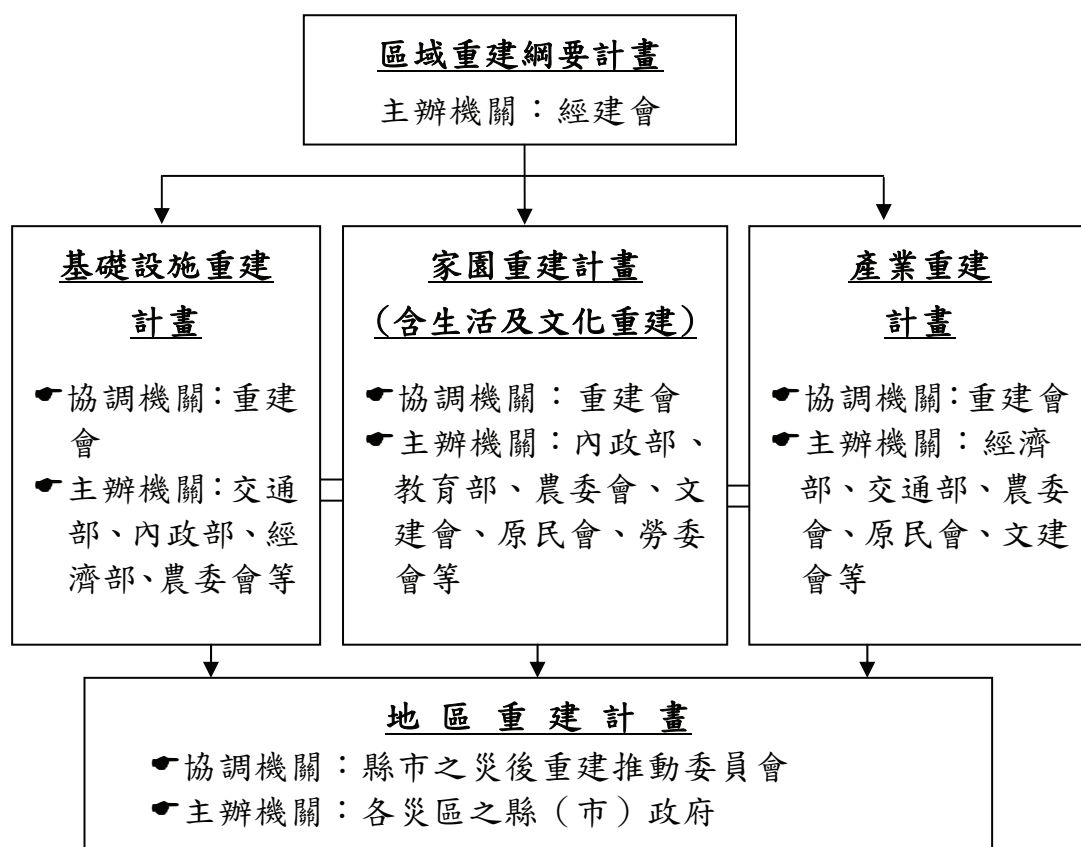 區域重建綱要計畫
主辦機關：經建會
基礎設施重建
計畫
☛協調機關：重建
會
☛主辦機關：交通
部、內政部、經
濟部、農委會等
家園重建計畫
(含生活及文化重建)
☛協調機關：重建會
☛主辦機關：內政部、
教育部、農委會、文
建會、原民會、勞委
會等
產業重建
計畫
☛協調機關：重建會
☛主辦機關：經濟
部、交通部、農委
會、原民會、文建
會等
地區重建計畫
☛協調機關：縣市之災後重建推動委員會
☛主辦機關：各災區之縣（市）政府